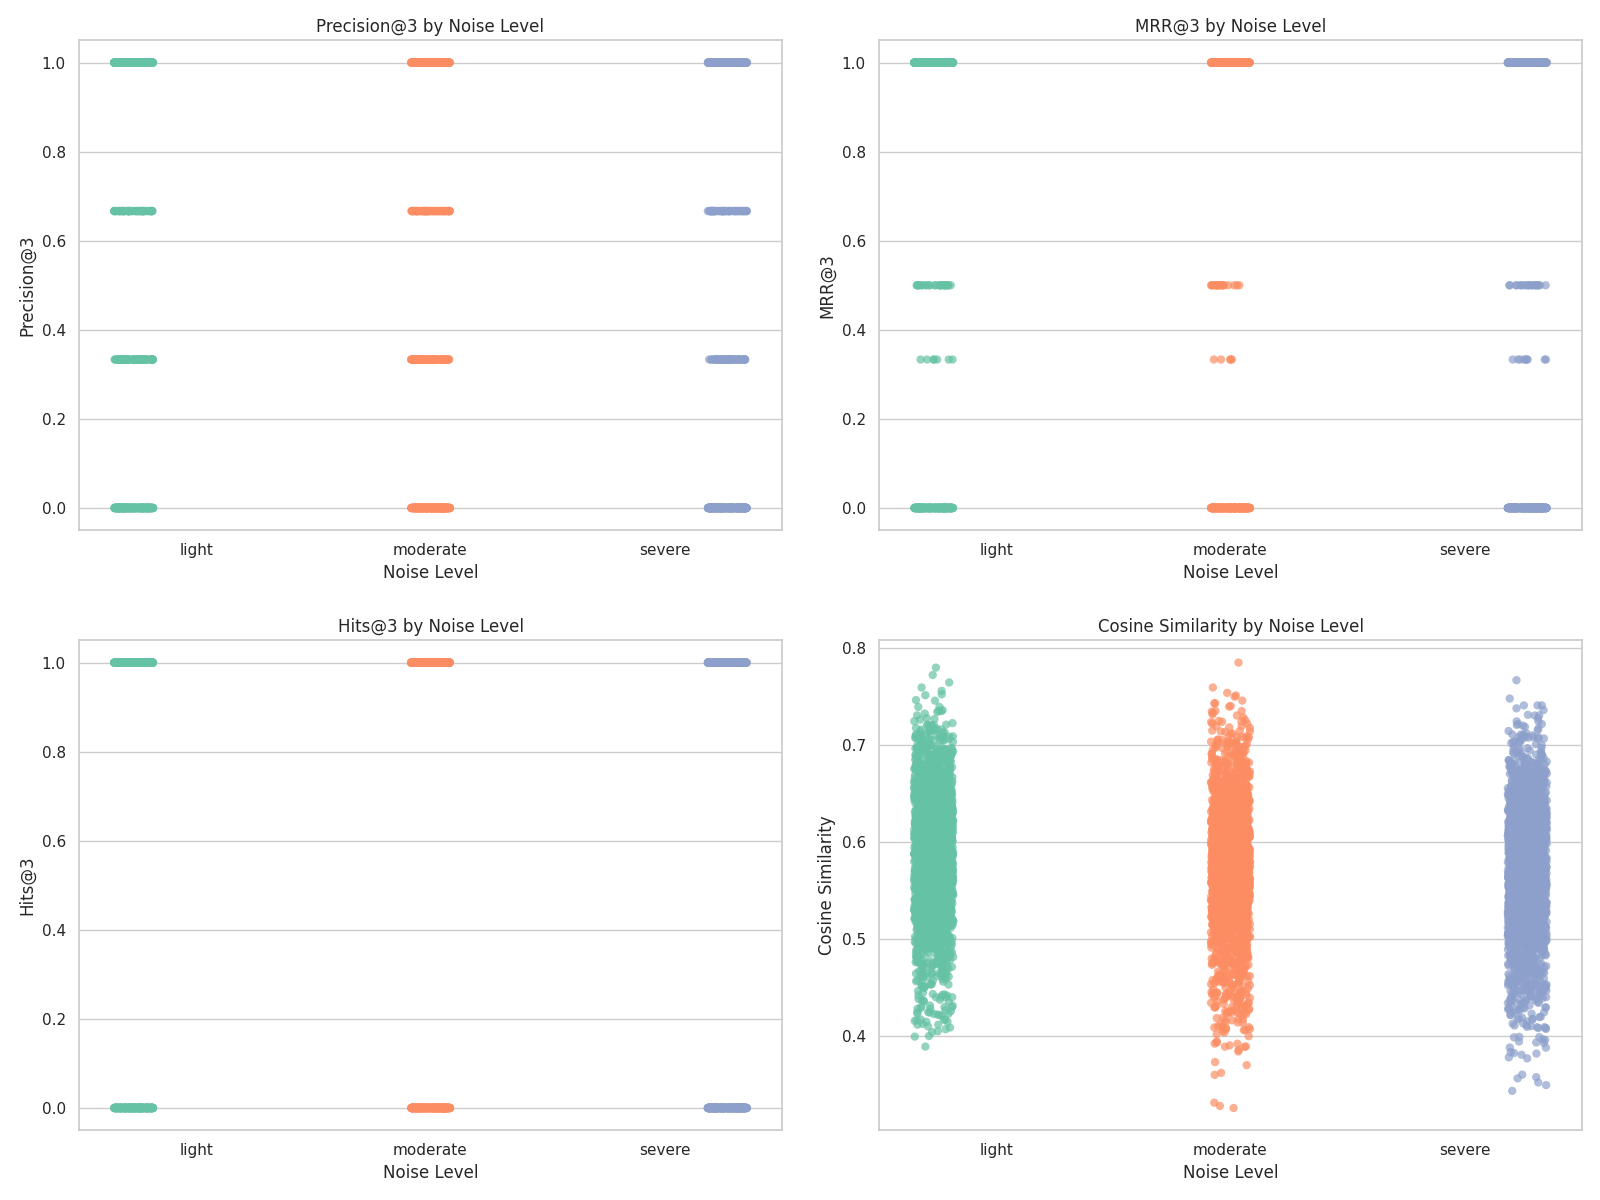 Precision@3 by Noise Level
1.0
0.8
0.6
0.4
0.2
0.0
Precision@3
light moderate severe
Noise Level
MRR@3 by Noise Level
1.0
0.8
0.6
0.4
0.2
0.0
MRR@3
light moderate severe
Noise Level
Hits@3 by Noise Level
1.0
0.8
0.6
0.4
0.2
0.0
Hits@3
light moderate severe
Noise Level
Cosine Similarity by Noise Level
0.8
0.7
0.6
0.5
0.4
Cosine Similarity
light moderate severe
Noise Level